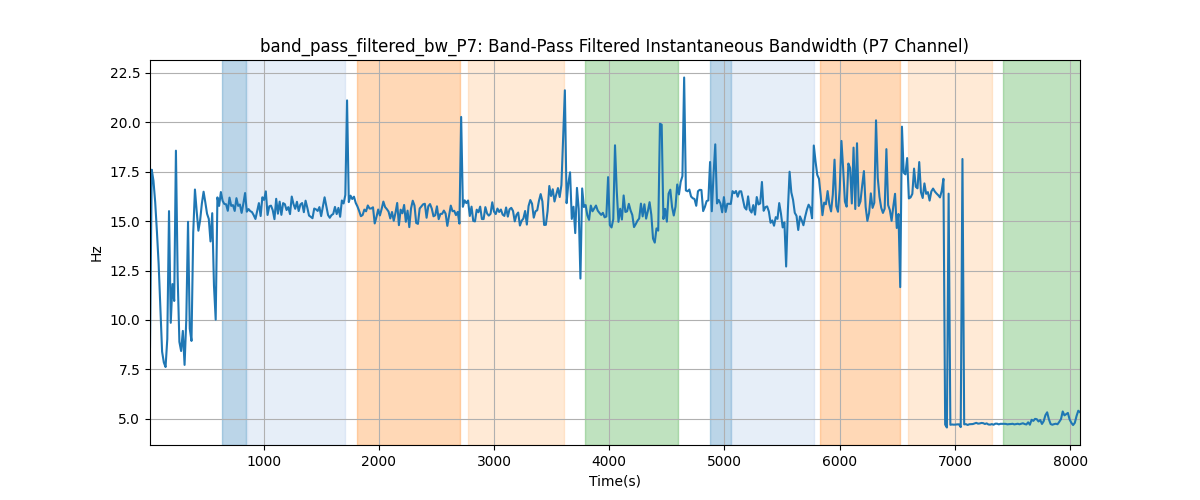 band_pass_filtered_bw_P7: Band-Pass Filtered Instantaneous Bandwidth (P7 Channel)
22.5
20.0
17.5
15.0
12.5
10.0
7.5
5.0
Hz
1000 2000 3000 4000 5000 6000 7000 8000
Time(s)